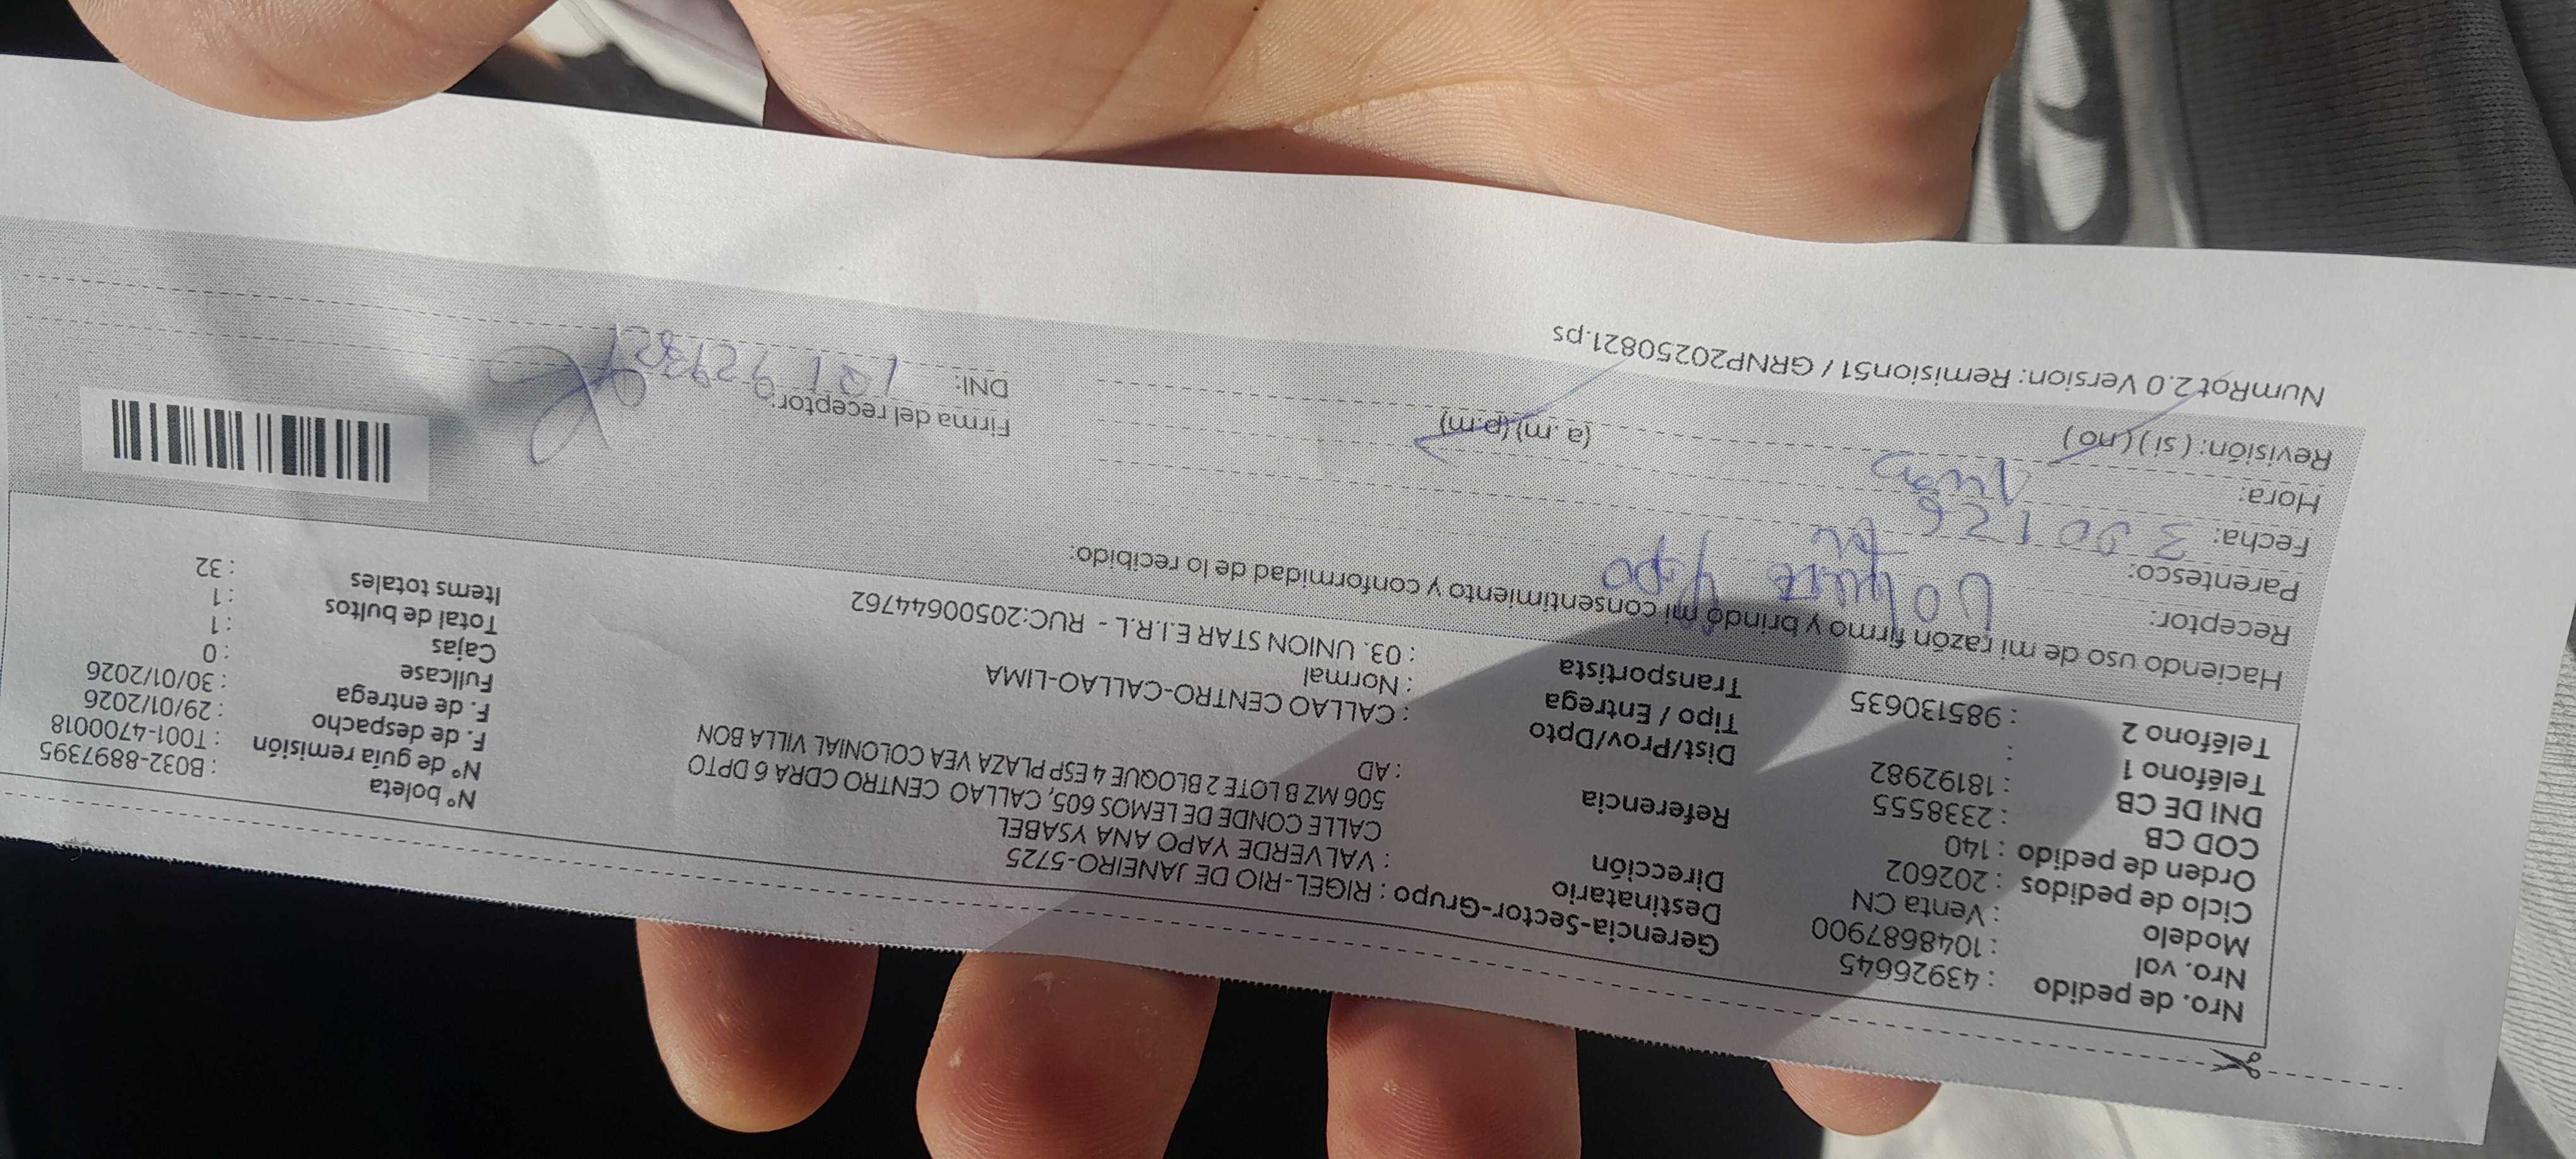 Nro. de pedido : 43926645
Nro. vol : 1048687900
Modelo : Venta CN
Ciclo de pedidos : 202602
Orden de pedido : 140
COD CB : 2338555
DNI DE CB : 18192982
Teléfono 1 :
Teléfono 2 : 985130635
Gerencia-Sector-Grupo : RIGEL-RIO DE JANEIRO-5725
Destinatario : VALVERDE YAPO ANA YSABEL
Dirección CALLE CONDE DE LEMOS 605, CALLAO CENTRO CDRA 6 DPTO
506 MZ B LOTE 2 BLOQUE 4 ESP PLAZA VEA COLONIAL VILLA BON
Referencia : AD
Dist/Prov/Dpto : CALLAO CENTRO-CALLAO-LIMA
Tipo / Entrega : Normal
Transportista : 03. UNION STAR E.I.R.L - RUC:20500644762
N° boleta : B032-8897395
N° de guía remisión : T001-4700018
F. de despacho : 29/01/2026
F. de entrega : 30/01/2026
Fullcase : 0
Cajas : 1
Total de bultos : 1
Items totales : 32
Haciendo uso de mi razón firmo y brindo mi consentimiento y conformidad de lo recibido:
Receptor: Yapo
Parentesco:
Fecha:
Hora: (a .m) (p.m)
Revisión: ( si ) ( no )
Firma del receptor:
DNI:
NumRot 2.0 Version: Remision51 / GRNP20250821.ps